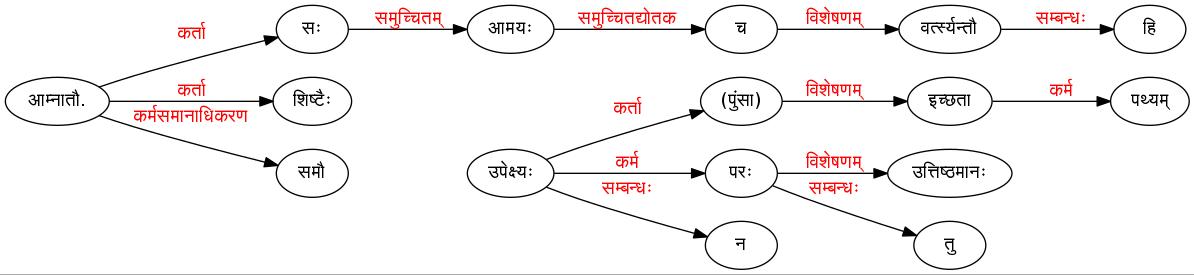 कर्ता सः समुच्चितम् आमयः समुच्चितद्योतक च विशेषणम् वर्त्स्यन्तौ सम्बन्धः हि
आम्नातौ. कर्ता शिष्टैः
कर्मसमानाधिकरण समौ
कर्ता (पुंसा) विशेषणम् इच्छता कर्म पथ्यम्
उपेक्ष्यः कर्म परः विशेषणम् उत्तिष्ठमानः
सम्बन्धः न सम्बन्धः तु